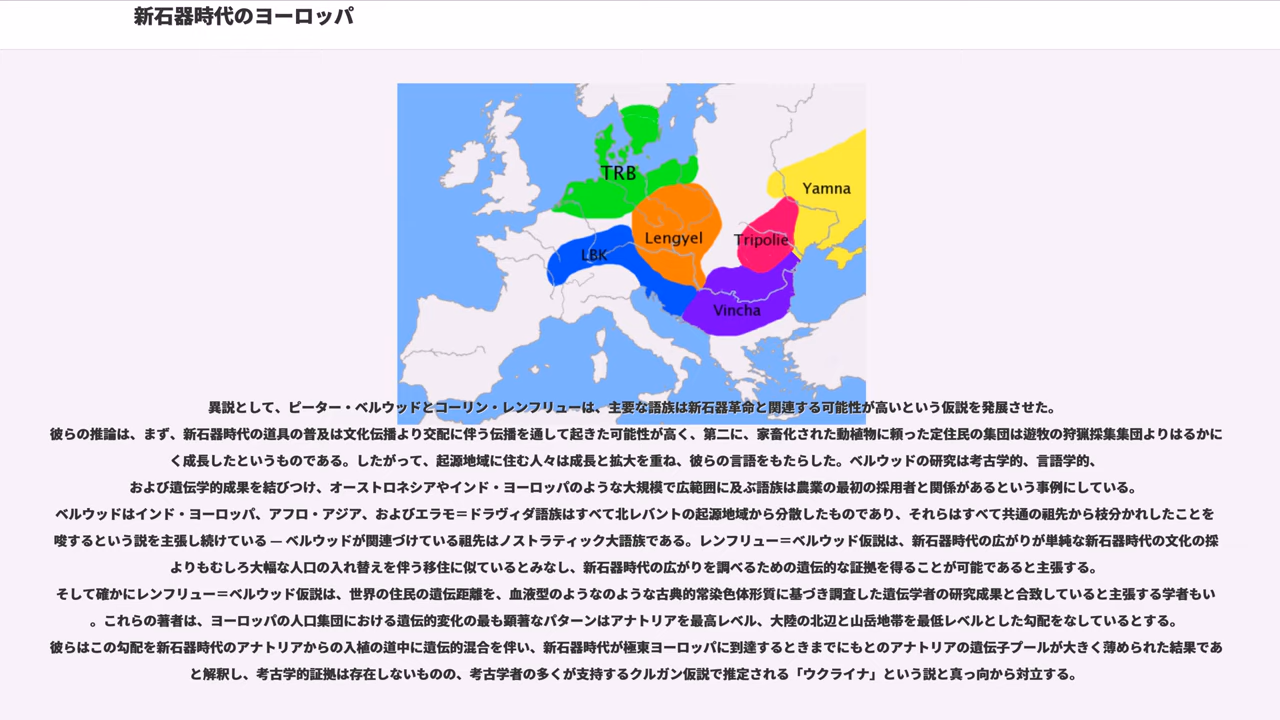 新石器時代のヨーロッパ
TRB
Yamna
Lengyel
Tripolie
LBK
Vincha
異説として、ピーター・ベルウッドとコーリン・レンフリューは、主要な語族は新石器革命と関連する可能性が高いという仮説を発展させた。
彼らの推論は、まず、新石器時代の道具の普及は文化伝播より交配に伴う伝播を通して起きた可能性が高く、第二に、家畜化された動植物に頼った定住民の集団は遊牧の狩猟採集集団よりはるかに
く成長したというものである。したがって、起源地域に住む人々は成長と拡大を重ね、彼らの言語をもたらした。ベルウッドの研究は考古学的、言語学的、
および遺伝学的成果を結びつけ、オーストロネシアやインド・ヨーロッパのような大規模で広範囲に及ぶ語族は農業の最初の採用者と関係があるという事例にしている。
ベルウッドはインド・ヨーロッパ、アフロ・アジア、およびエラモ＝ドラヴィダ語族はすべて北レバントの起源地域から分散したものであり、それらはすべて共通の祖先から枝分かれしたことを
唆するという説を主張し続けている — ベルウッドが関連づけている祖先はノストラティック大語族である。レンフリュー＝ベルウッド仮説は、新石器時代の広がりが単純な新石器時代の文化の採
よりもむしろ大幅な人口の入れ替えを伴う移住に似ているとみなし、新石器時代の広がりを調べるための遺伝的な証拠を得ることが可能であると主張する。
そして確かにレンフリュー＝ベルウッド仮説は、世界の住民の遺伝距離を、血液型のようなのような古典的常染色体形質に基づき調査した遺伝学者の研究成果と合致していると主張する学者もい
。これらの著者は、ヨーロッパの人口集団における遺伝的変化の最も顕著なパターンはアナトリアを最高レベル、大陸の北辺と山岳地帯を最低レベルとした勾配をなしているとする。
彼らはこの勾配を新石器時代のアナトリアからの入植の道中に遺伝的混合を伴い、新石器時代が極東ヨーロッパに到達するときまでにもとのアナトリアの遺伝子プールが大きく薄められた結果であ
と解釈し、考古学的証拠は存在しないものの、考古学者の多くが支持するクルガン仮説で推定される「ウクライナ」という説と真っ向から対立する。